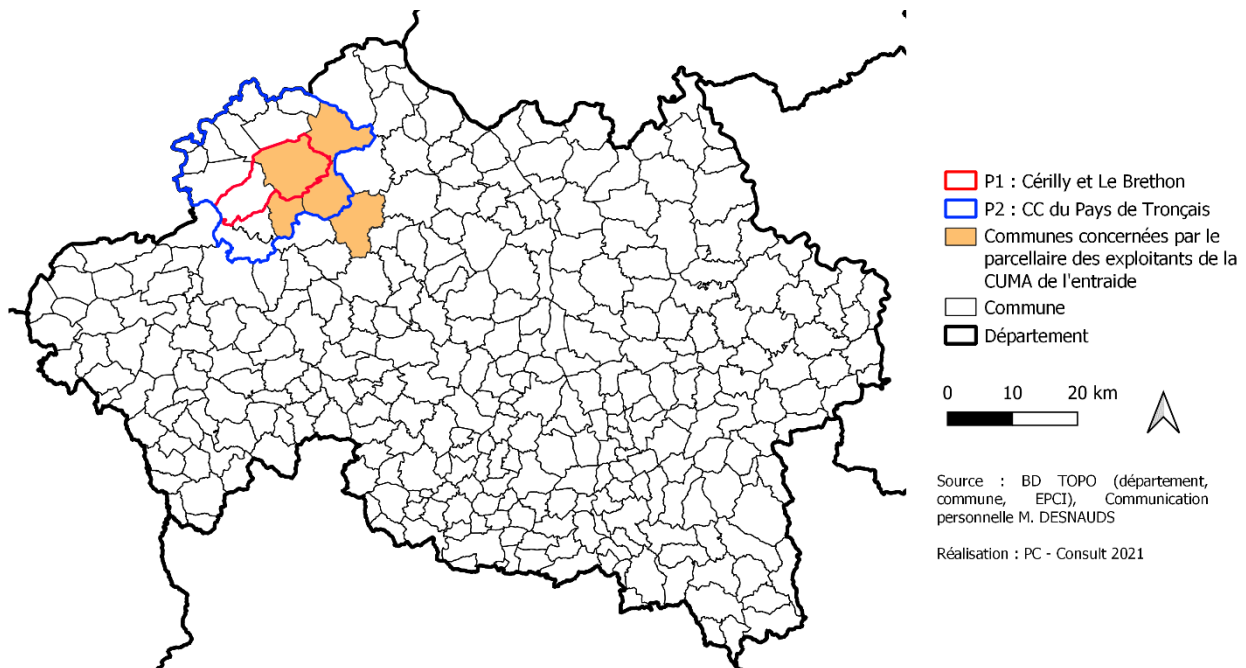 P1 : Cérilly et Le Brethon
P2 : CC du Pays de Tronçais
Communes concernées par le
parcellaire des exploitants de la
CUMA de l'entraide
Commune
Département
0 10 20 km
Source : BD TOPO (département,
commune, EPCI), Communication
personnelle M. DESNAUDS
Réalisation : PC - Consult 2021